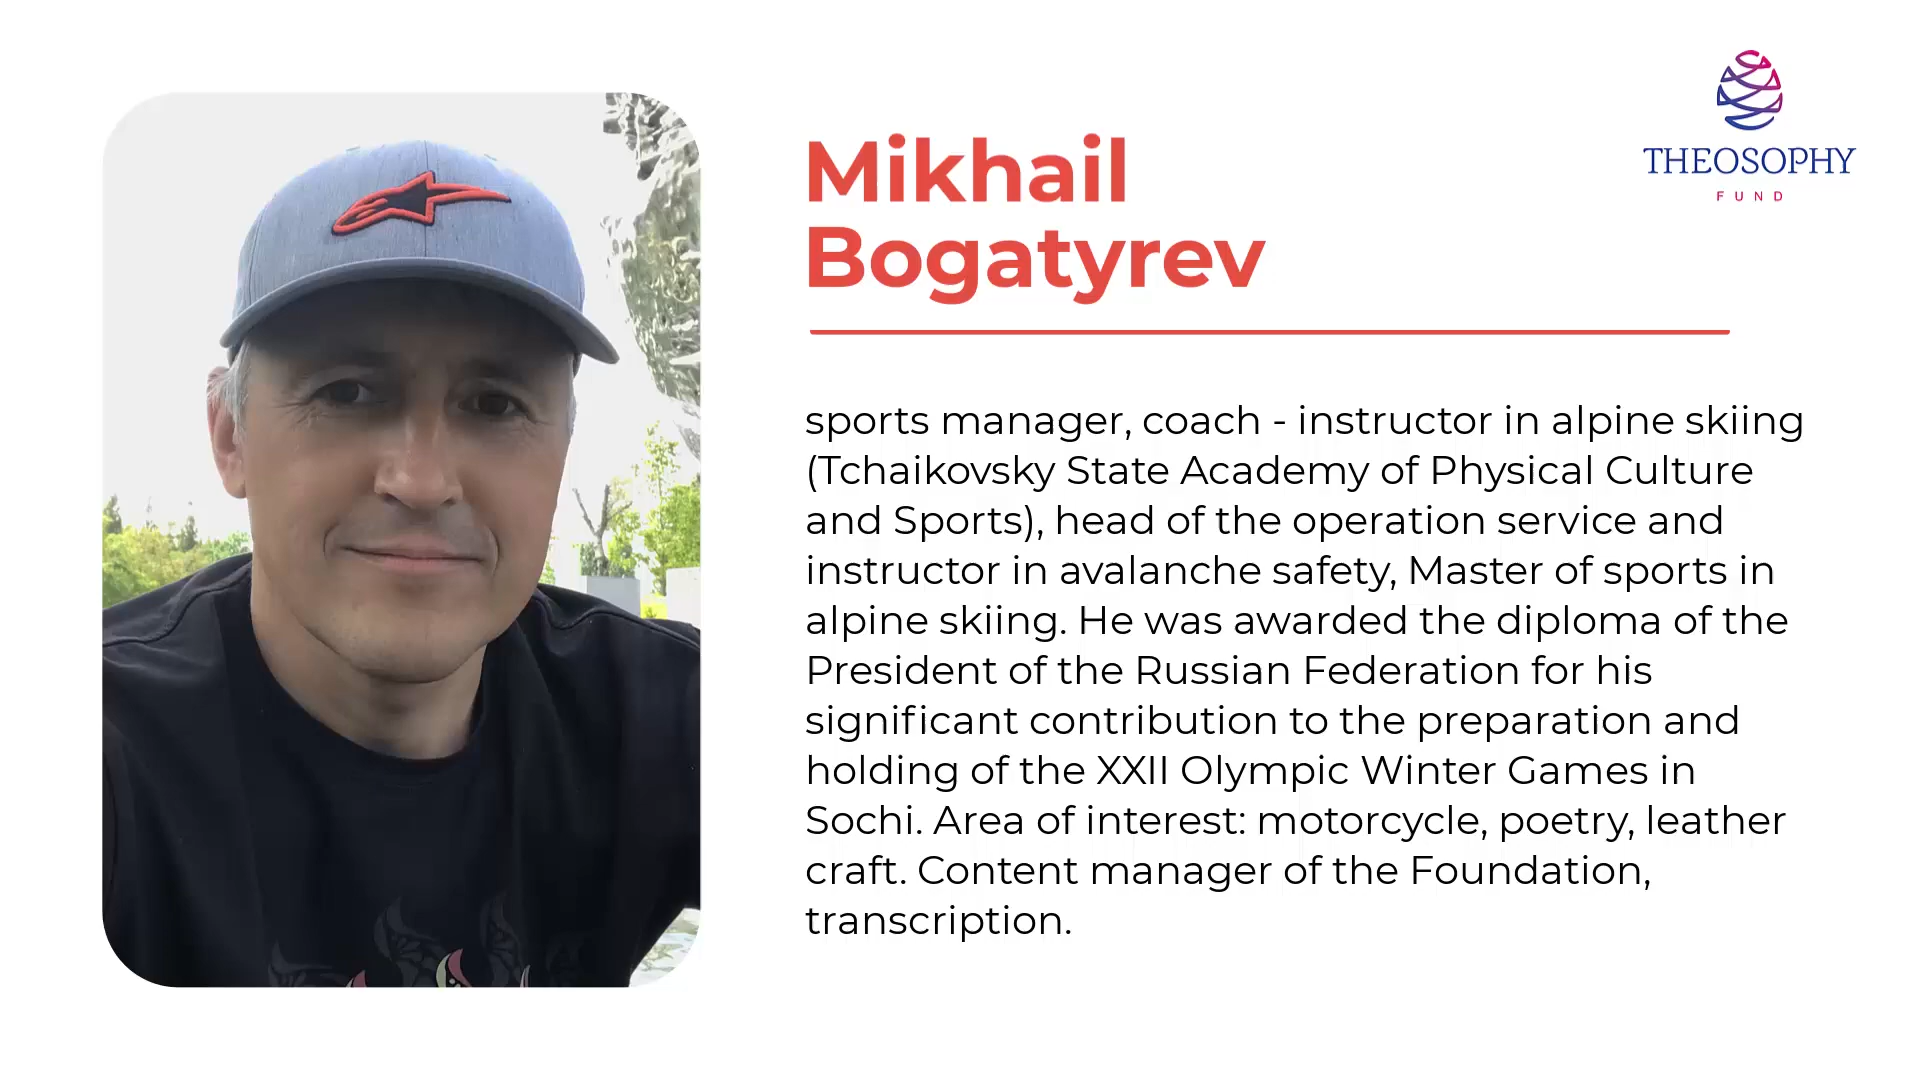 Mikhail
Bogatyrev
THEOSOPHY
FUND
sports manager, coach - instructor in alpine skiing
(Tchaikovsky State Academy of Physical Culture
and Sports), head of the operation service and
instructor in avalanche safety, Master of sports in
alpine skiing. He was awarded the diploma of the
President of the Russian Federation for his
significant contribution to the preparation and
holding of the XXII Olympic Winter Games in
Sochi. Area of interest: motorcycle, poetry, leather
craft. Content manager of the Foundation,
transcription.